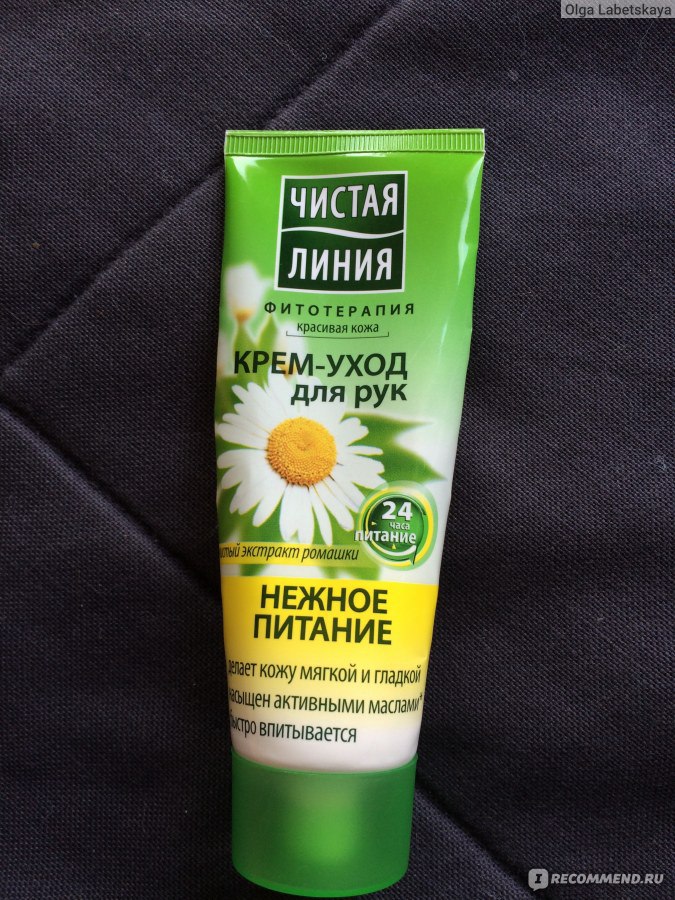 Olga Labetskaya
ЧИСТАЯ
ЛИНИЯ
ФИТОТЕРАПИЯ
красивая кожа
КРЕМ-УХОД
для рук
24
часа
питание
экстракт ромашки
НЕЖНОЕ
ПИТАНИЕ
делает кожу мягкой и гладкой
насыщен активными маслами*
быстро впитывается
IRECOMMEND.RU